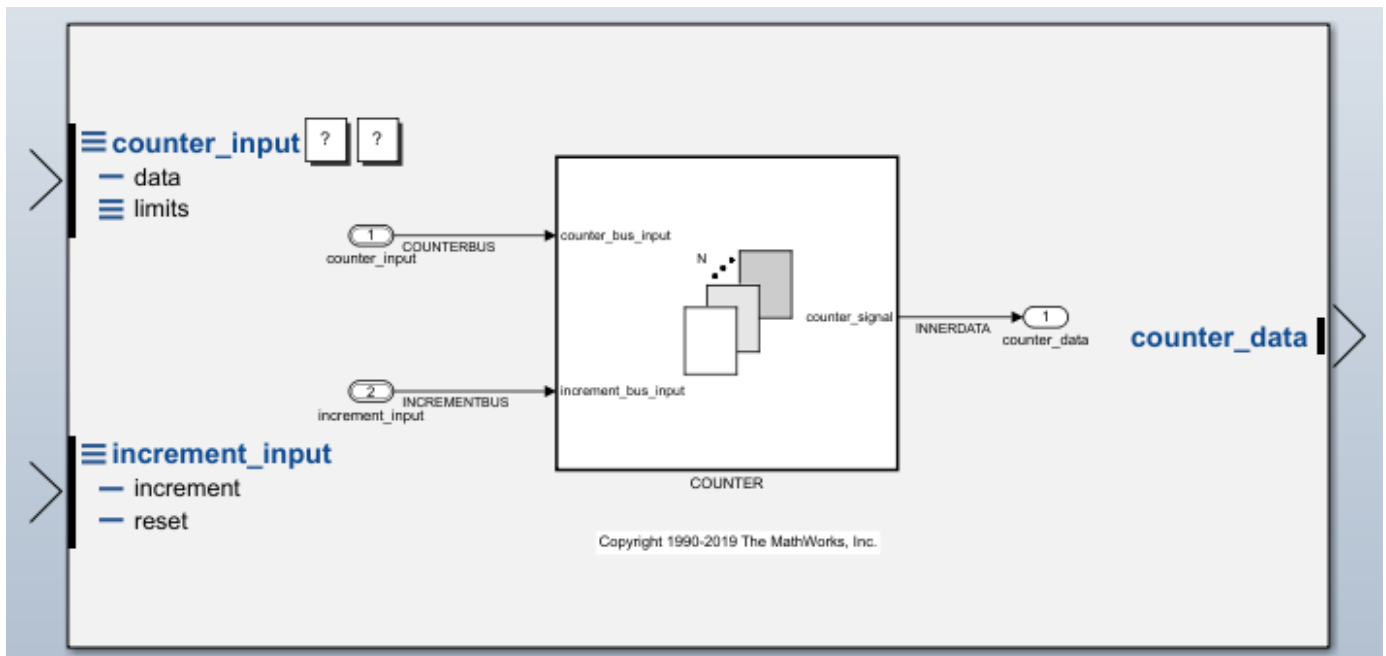 counter_input ? ?
data
limits
1
COUNTERBUS
counter_input
counter_bus_input
N
counter_signal
INNERDATA
1
counter_data
counter_data
2
INCREMENTBUS
increment_input
increment_bus_input
increment_input
increment
reset
COUNTER
Copyright 1990-2019 The MathWorks, Inc.